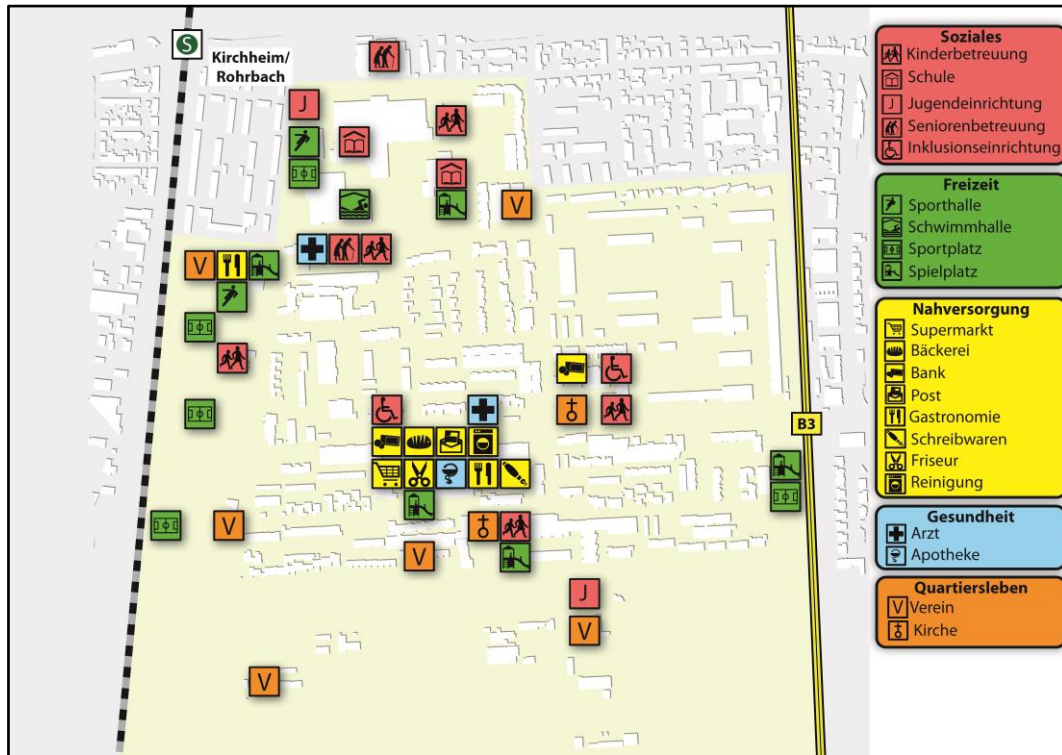 S
Kirchheim/
Rohrbach
J
V
V
B3
V
V
J
V
V
Soziales
Kinderbetreuung
Schule
J Jugendeinrichtung
Seniorenbetreuung
Inklusionseinrichtung
Freizeit
Sporthalle
Schwimmhalle
Sportplatz
Spielplatz
Nahversorgung
Supermarkt
Bäckerei
Bank
Post
Gastronomie
Schreibwaren
Friseur
Reinigung
Gesundheit
Arzt
Apotheke
Quartiersleben
V Verein
Kirche